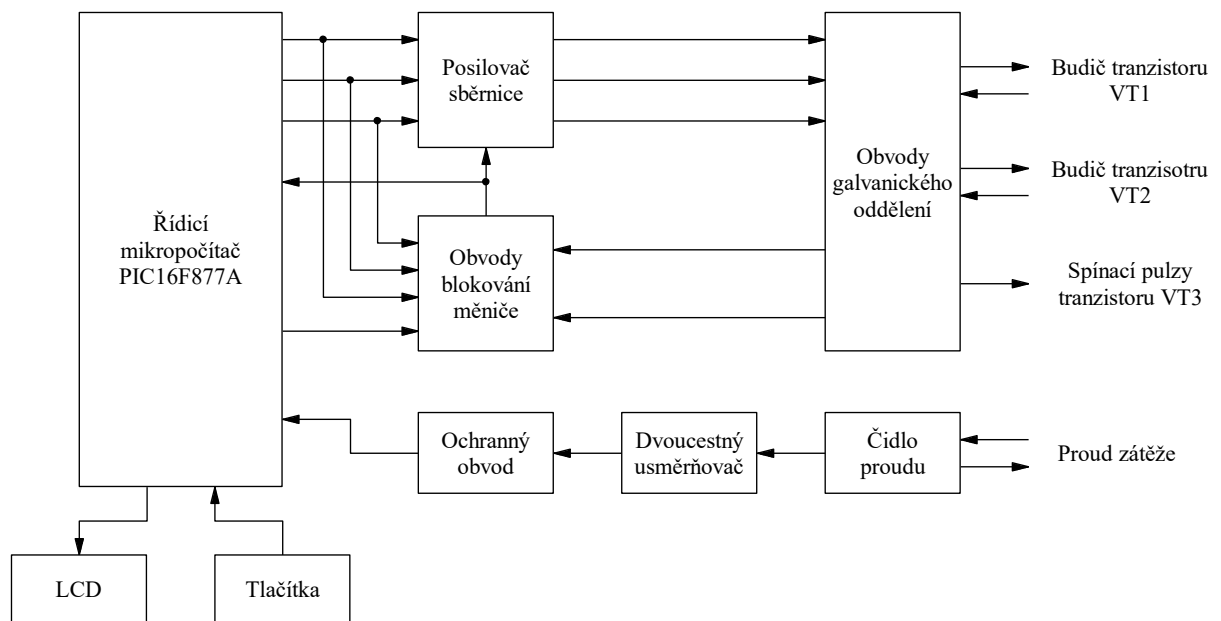 Řídicí
mikropočítač
PIC16F877A
Posilovač
sběrnice
Obvody
blokování
měniče
Obvody
galvanického
oddělení
Budič tranzistoru
VT1
Budič tranzisotru
VT2
Spínací pulzy
tranzistoru VT3
Ochranný
obvod
Dvoucestný
usměrňovač
Čidlo
proudu
Proud zátěže
LCD
Tlačítka